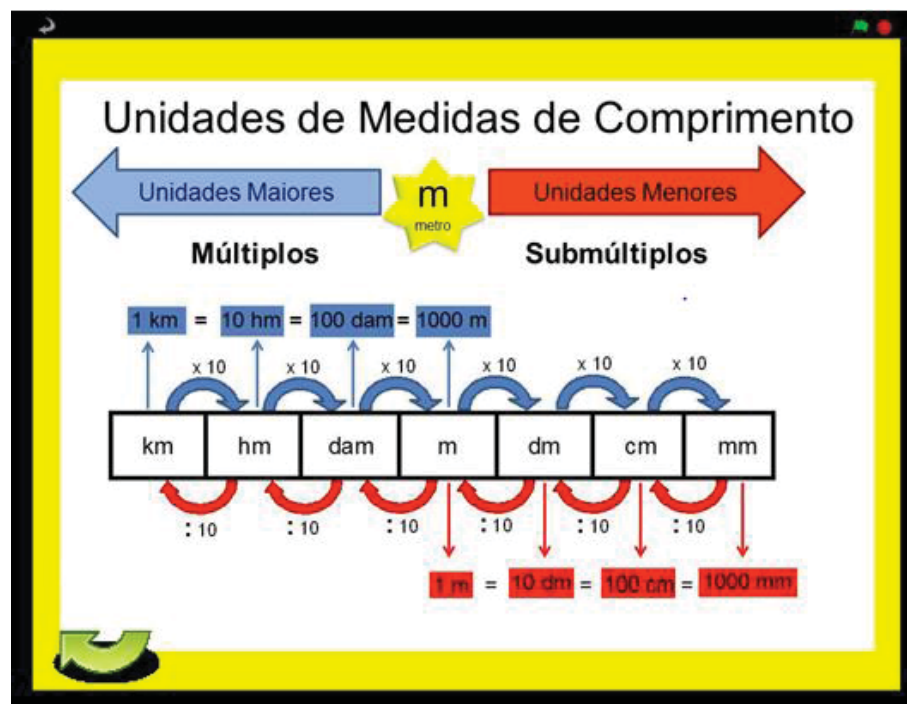 Unidades de Medidas de Comprimento
Unidades Maiores
m
metro
Unidades Menores
Múltiplos
Submúltiplos
1 km = 10 hm = 100 dam = 1000 m
x 10 x 10 x 10 x 10 x 10 x 10
km hm dam m dm cm mm
: 10 : 10 : 10 : 10 : 10 : 10
1 m = 10 dm = 100 cm = 1000 mm